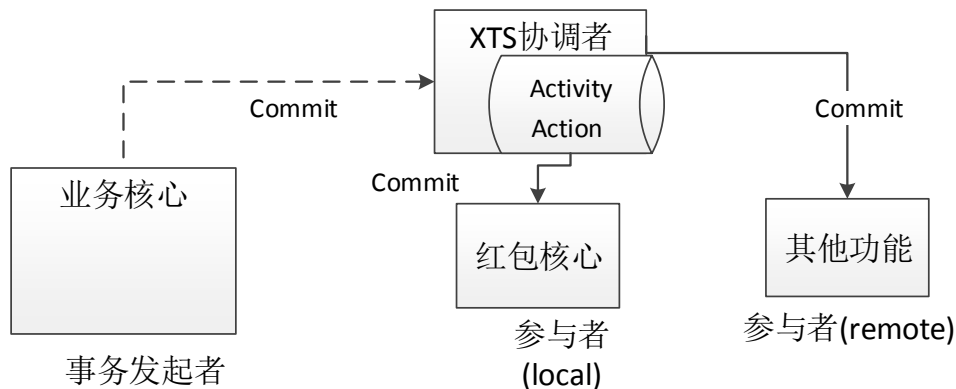 XTS协调者
Activity
Action
Commit
Commit
Commit
业务核心
红包核心
其他功能
事务发起者
参与者
(local)
参与者(remote)